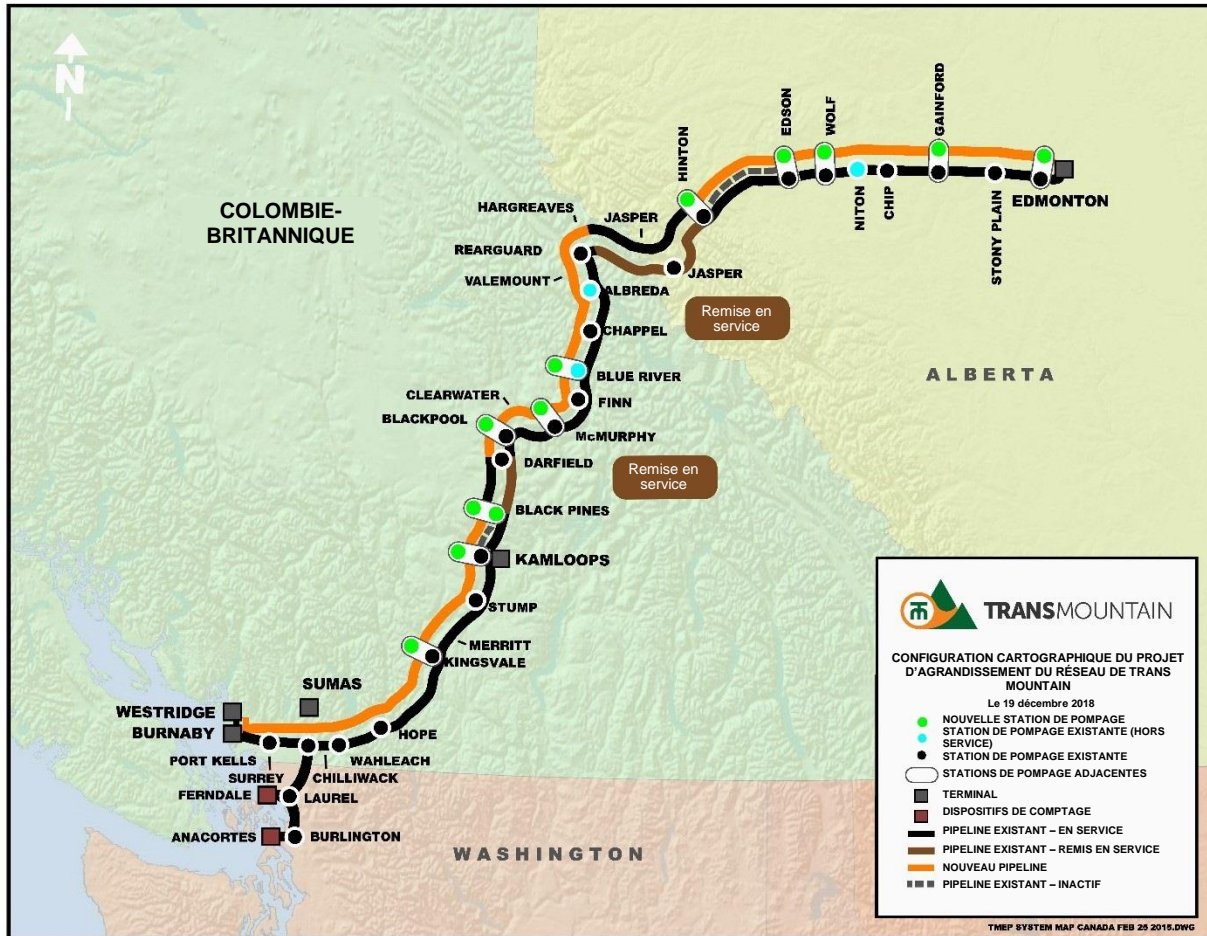 N
COLOMBIE-
BRITANNIQUE
HARGREAVES
JASPER
HINTON
EDSON
WOLF
GAINFORD
NITON
CHIP
STONY PLAIN
EDMONTON
REARGUARD
VALEMOUNT
JASPER
ALBREDA
Remise en
service
CHAPPEL
BLUE RIVER
ALBERTA
CLEARWATER
FINN
BLACKPOOL
McMURPHY
DARFIELD
Remise en
service
BLACK PINES
KAMLOOPS
STUMP
MERRITT
KINGSVALE
SUMAS
WESTRIDGE
BURNABY
HOPE
PORT KELLS
WAHLEACH
SURREY
CHILLIWACK
FERNDALE
LAUREL
ANACORTES
BURLINGTON
WASHINGTON
TRANSMOUNTAIN
CONFIGURATION CARTOGRAPHIQUE DU PROJET
D'AGRANDISSEMENT DU RÉSEAU DE TRANS
MOUNTAIN
Le 19 décembre 2018
NOUVELLE STATION DE POMPAGE
STATION DE POMPAGE EXISTANTE (HORS
SERVICE)
STATION DE POMPAGE EXISTANTE
STATIONS DE POMPAGE ADJACENTES
TERMINAL
DISPOSITIFS DE COMPTAGE
PIPELINE EXISTANT – EN SERVICE
PIPELINE EXISTANT – REMIS EN SERVICE
NOUVEAU PIPELINE
PIPELINE EXISTANT – INACTIF
TMEP SYSTEM MAP CANADA FEB 25 2015.DWG